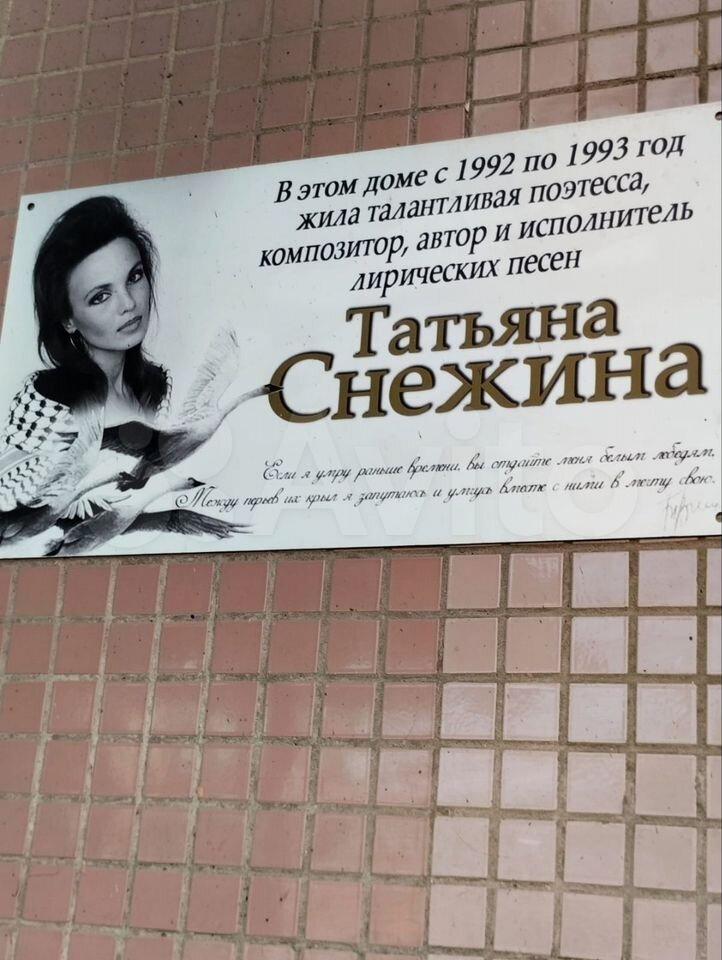 В этом доме с 1992 по 1993 год
жила талантливая поэтесса,
композитор, автор и исполнитель
лирических песен
Татьяна
Снежина
Если я умру раньше времени, вы отдайте меня белым лебедям,
Между перьев их крыл я запутаюсь и умчусь вместе с ними в мечту свою.
Avito